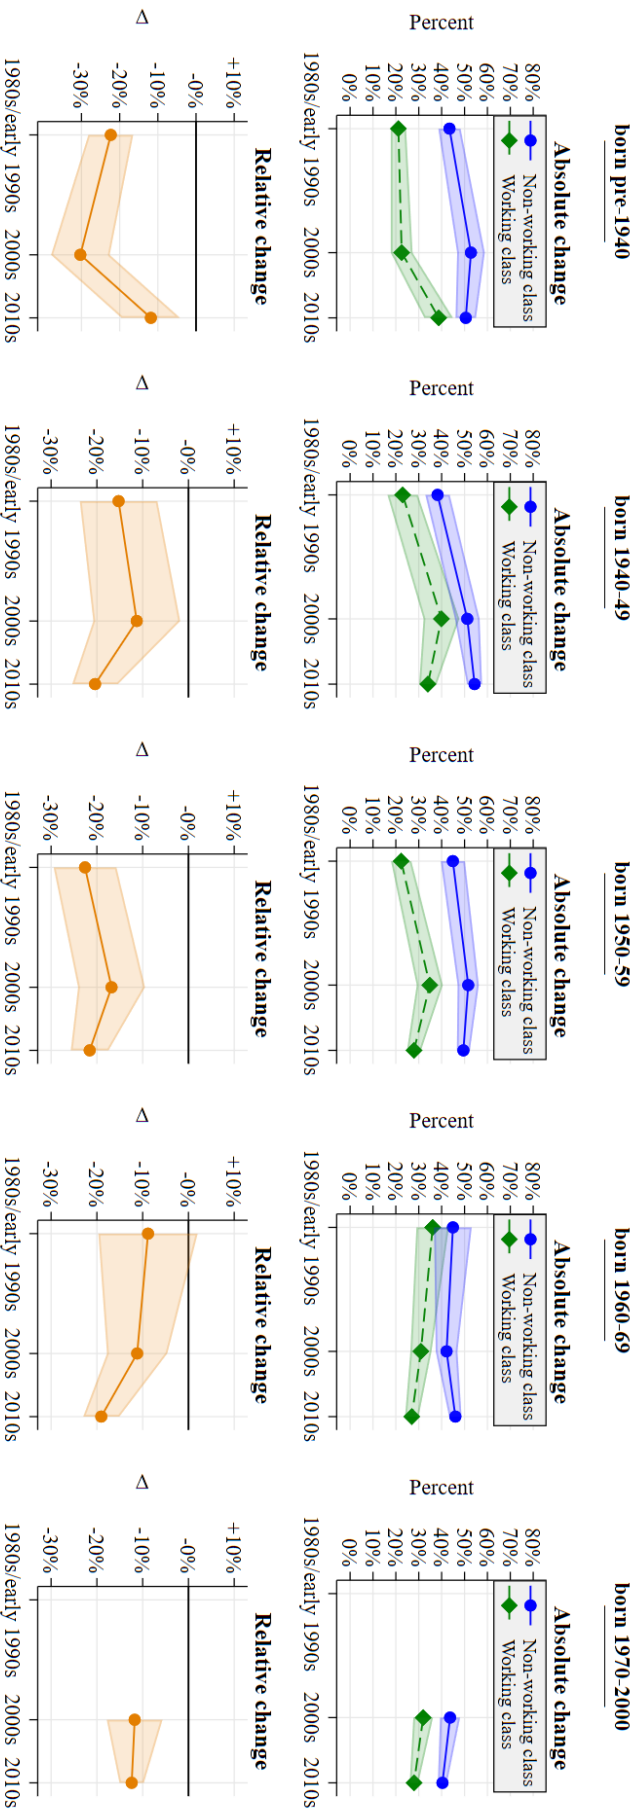 born pre-1940
Absolute change
Percent
80%
70%
60%
50%
40%
30%
20%
10%
0%
Non-working class
Working class
1980s/early 1990s 2000s 2010s
Relative change
Δ
+10%
-0%
-10%
-20%
-30%
1980s/early 1990s 2000s 2010s
born 1940-49
Absolute change
Percent
80%
70%
60%
50%
40%
30%
20%
10%
0%
Non-working class
Working class
1980s/early 1990s 2000s 2010s
Relative change
Δ
+10%
-0%
-10%
-20%
-30%
1980s/early 1990s 2000s 2010s
born 1950-59
Absolute change
Percent
80%
70%
60%
50%
40%
30%
20%
10%
0%
Non-working class
Working class
1980s/early 1990s 2000s 2010s
Relative change
Δ
+10%
-0%
-10%
-20%
-30%
1980s/early 1990s 2000s 2010s
born 1960-69
Absolute change
Percent
80%
70%
60%
50%
40%
30%
20%
10%
0%
Non-working class
Working class
1980s/early 1990s 2000s 2010s
Relative change
Δ
+10%
-0%
-10%
-20%
-30%
1980s/early 1990s 2000s 2010s
born 1970-2000
Absolute change
Percent
80%
70%
60%
50%
40%
30%
20%
10%
0%
Non-working class
Working class
1980s/early 1990s 2000s 2010s
Relative change
Δ
+10%
-0%
-10%
-20%
-30%
1980s/early 1990s 2000s 2010s